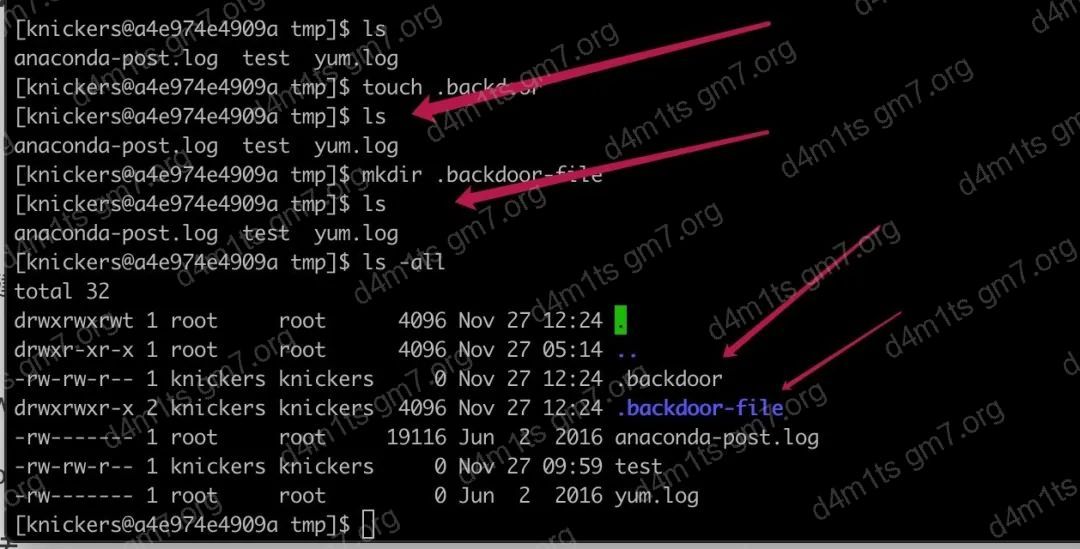 [knickers@a4e974e4909a tmp]$ ls
anaconda-post.log  test  yum.log
[knickers@a4e974e4909a tmp]$ touch .backdoor
[knickers@a4e974e4909a tmp]$ ls
anaconda-post.log  test  yum.log
[knickers@a4e974e4909a tmp]$ mkdir .backdoor-file
[knickers@a4e974e4909a tmp]$ ls
anaconda-post.log  test  yum.log
[knickers@a4e974e4909a tmp]$ ls -all
total 32
drwxrwxrwt 1 root     root      4096 Nov 27 12:24 .
drwxr-xr-x 1 root     root      4096 Nov 27 05:14 ..
-rw-rw-r-- 1 knickers knickers     0 Nov 27 12:24 .backdoor
drwxrwxr-x 2 knickers knickers  4096 Nov 27 12:24 .backdoor-file
-rw------- 1 root     root     19116 Jun  2  2016 anaconda-post.log
-rw-rw-r-- 1 knickers knickers     0 Nov 27 09:59 test
-rw------- 1 root     root         0 Jun  2  2016 yum.log
[knickers@a4e974e4909a tmp]$
d4m1ts gm7.org